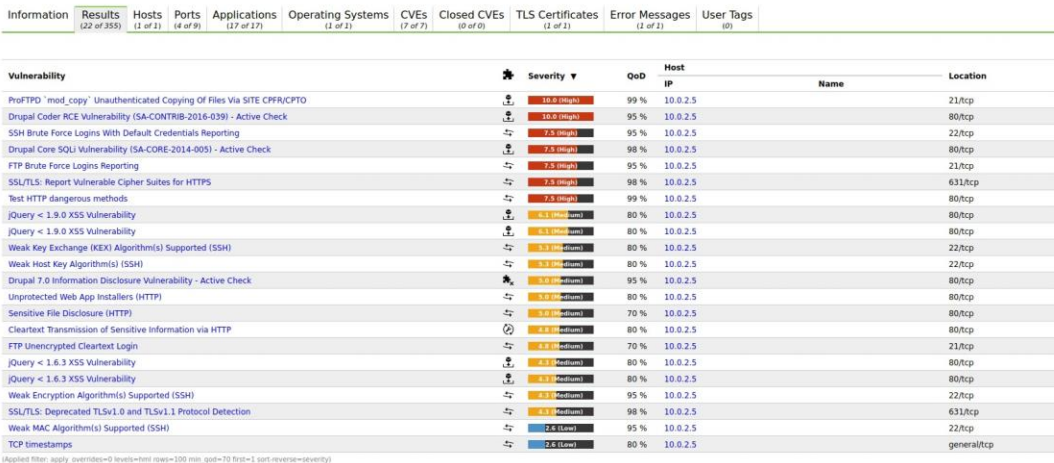 Information Results Hosts Ports Applications Operating Systems CVEs Closed CVEs TLS Certificates Error Messages User Tags
(22 of 355) (1 of 1) (4 of 9) (17 of 17) (1 of 1) (7 of 7) (0 of 0) (1 of 1) (1 of 1) (0)
Vulnerability Severity ▼ QoD Host Location
IP Name
ProFTPD `mod_copy` Unauthenticated Copying Of Files Via SITE CPFR/CPTO 10.0 (High) 99 % 10.0.2.5 21/tcp
Drupal Coder RCE Vulnerability (SA-CONTRIB-2016-039) - Active Check 10.0 (High) 95 % 10.0.2.5 80/tcp
SSH Brute Force Logins With Default Credentials Reporting 7.5 (High) 95 % 10.0.2.5 22/tcp
Drupal Core SQLi Vulnerability (SA-CORE-2014-005) - Active Check 7.5 (High) 98 % 10.0.2.5 80/tcp
FTP Brute Force Logins Reporting 7.5 (High) 95 % 10.0.2.5 21/tcp
SSL/TLS: Report Vulnerable Cipher Suites for HTTPS 7.5 (High) 98 % 10.0.2.5 631/tcp
Test HTTP dangerous methods 7.5 (High) 99 % 10.0.2.5 80/tcp
jQuery < 1.9.0 XSS Vulnerability 6.1 (Medium) 80 % 10.0.2.5 80/tcp
jQuery < 1.9.0 XSS Vulnerability 6.1 (Medium) 80 % 10.0.2.5 80/tcp
Weak Key Exchange (KEX) Algorithm(s) Supported (SSH) 5.3 (Medium) 80 % 10.0.2.5 22/tcp
Weak Host Key Algorithm(s) (SSH) 5.3 (Medium) 80 % 10.0.2.5 22/tcp
Drupal 7.0 Information Disclosure Vulnerability - Active Check 5.0 (Medium) 95 % 10.0.2.5 80/tcp
Unprotected Web App Installers (HTTP) 5.0 (Medium) 80 % 10.0.2.5 80/tcp
Sensitive File Disclosure (HTTP) 5.0 (Medium) 70 % 10.0.2.5 80/tcp
Cleartext Transmission of Sensitive Information via HTTP 4.8 (Medium) 80 % 10.0.2.5 80/tcp
FTP Unencrypted Cleartext Login 4.8 (Medium) 70 % 10.0.2.5 21/tcp
jQuery < 1.6.3 XSS Vulnerability 4.3 (Medium) 80 % 10.0.2.5 80/tcp
jQuery < 1.6.3 XSS Vulnerability 4.3 (Medium) 80 % 10.0.2.5 80/tcp
Weak Encryption Algorithm(s) Supported (SSH) 4.3 (Medium) 95 % 10.0.2.5 22/tcp
SSL/TLS: Deprecated TLSv1.0 and TLSv1.1 Protocol Detection 4.3 (Medium) 98 % 10.0.2.5 631/tcp
Weak MAC Algorithm(s) Supported (SSH) 2.6 (Low) 95 % 10.0.2.5 22/tcp
TCP timestamps 2.6 (Low) 80 % 10.0.2.5 general/tcp
(Applied filter: apply_overrides=0 levels=hml rows=100 min_qod=70 first=1 sort-reverse=severity)